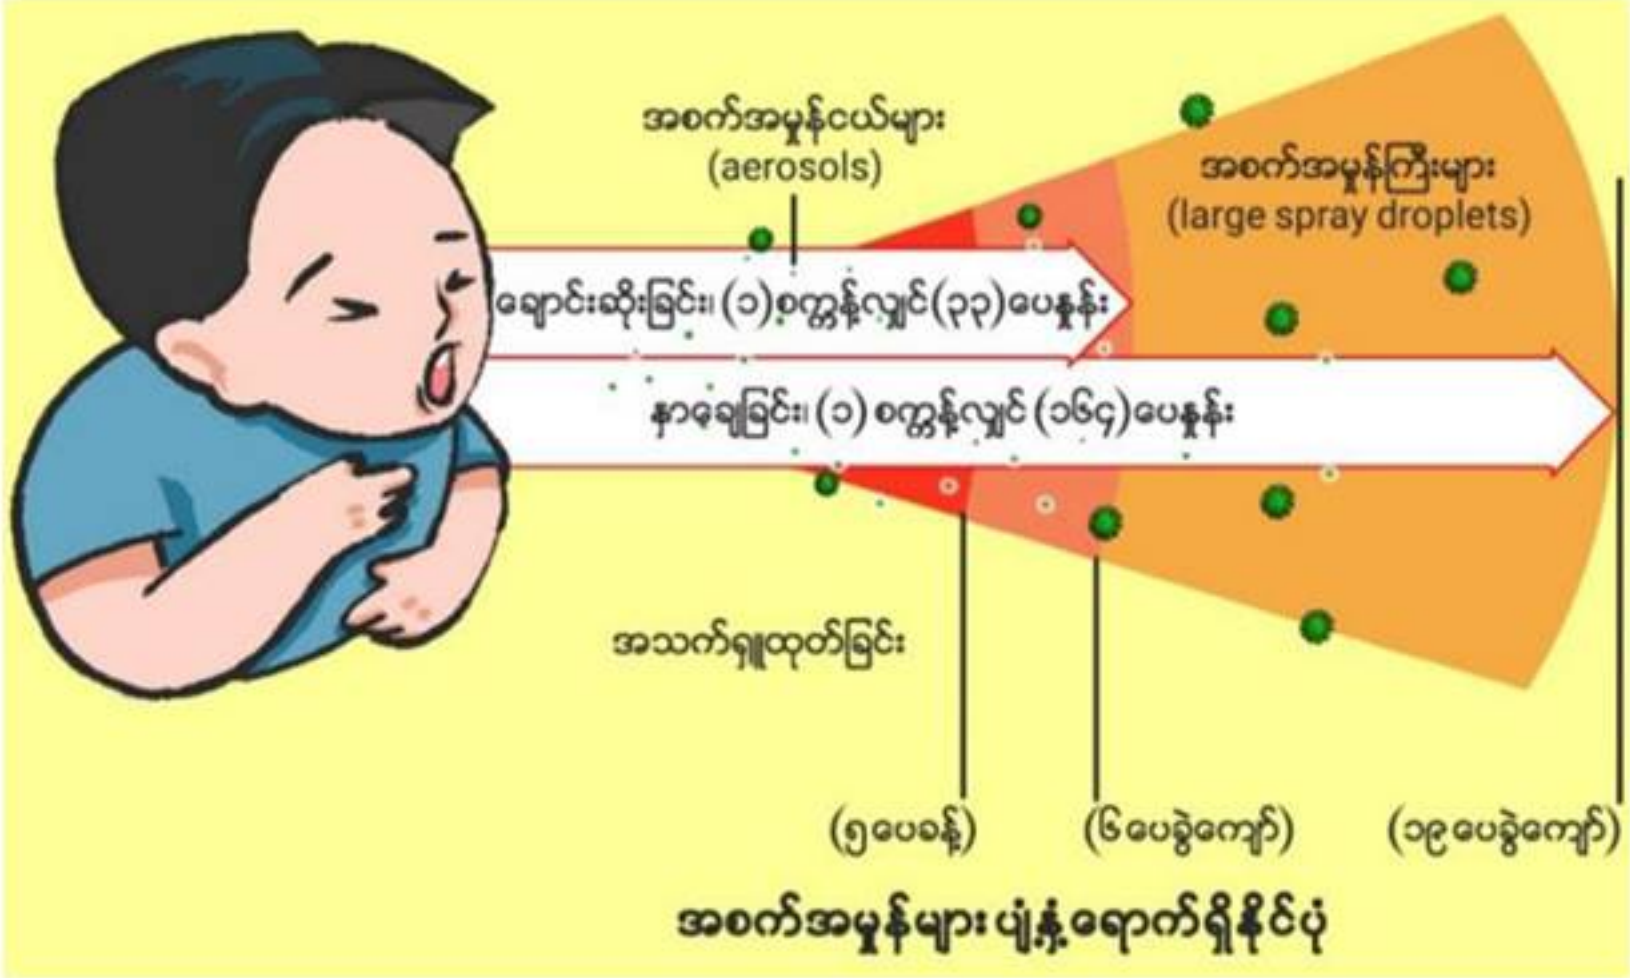 အစက်အမှုန်ငယ်များ
(aerosols)
အစက်အမှုန်ကြီးများ
(large spray droplets)
ချောင်းဆိုးခြင်း၊ (၁)စက္ကန့်လျှင်(၃၃)ပေနှုန်း
နှာချေခြင်း၊ (၁) စက္ကန့်လျှင် (၁၆၄)ပေနှုန်း
အသက်ရှူထုတ်ခြင်း
(၅ပေခန့်)
(၆ပေခွဲကျော်)
(၁၉ပေခွဲကျော်)
အစက်အမှုန်များ ပျံ့နှံ့ရောက်ရှိနိုင်ပုံ